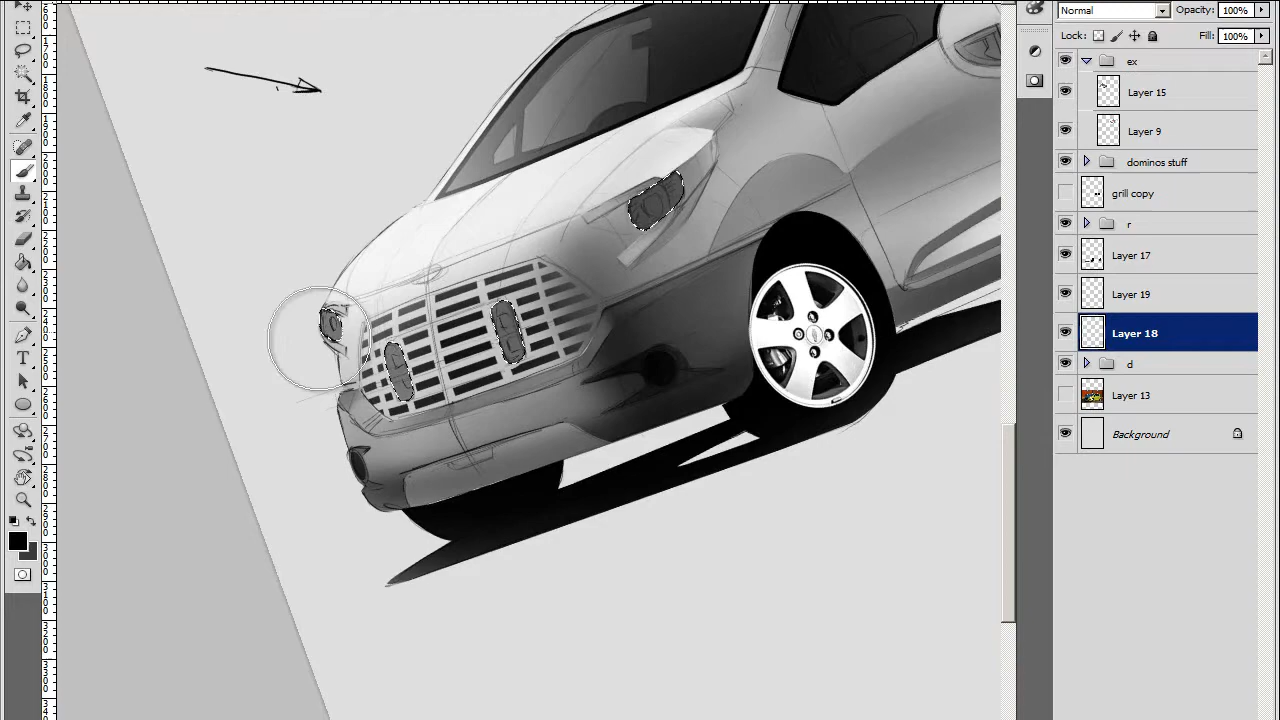 Normal
Opacity: 100%
Lock:
Fill: 100%
ex
Layer 15
Layer 9
dominos stuff
grill copy
r
Layer 17
Layer 19
Layer 18
d
Layer 13
Background
T